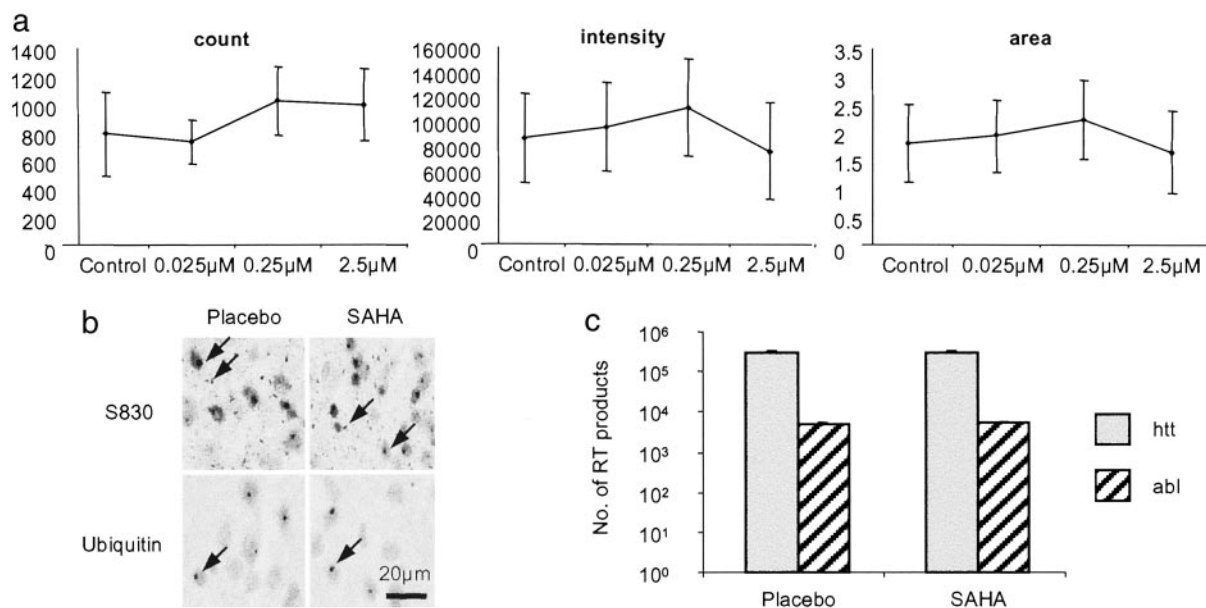 a
count
1400
1200
1000
800
600
400
200
0
Control 0.025µM 0.25µM 2.5µM
intensity
160000
140000
120000
100000
80000
60000
40000
20000
0
Control 0.025µM 0.25µM 2.5µM
area
3.5
3
2.5
2
1.5
1
0.5
0
Control 0.025µM 0.25µM 2.5µM
b
Placebo SAHA
S830
Ubiquitin
20µm
c
No. of RT products
10⁶
10⁵
10⁴
10³
10²
10¹
10⁰
Placebo SAHA
htt
abl